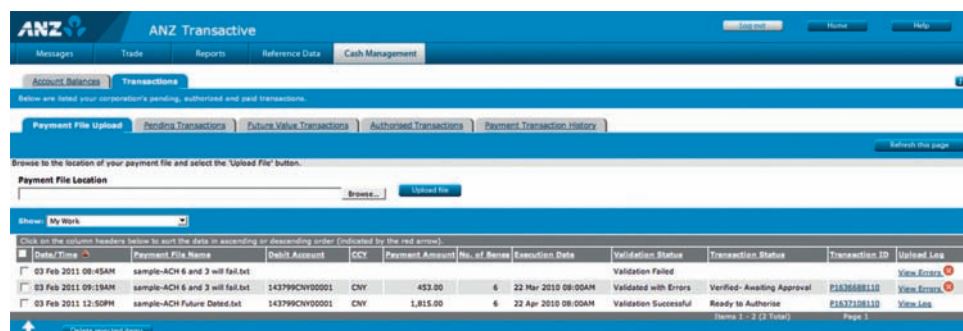 ANZ ANZ Transactive Log out Home Help
Messages Trade Reports Reference Data Cash Management
Account Balances Transactions
Below are listed your corporation's pending, authorized and paid transactions.
Payment File Upload Pending Transactions Future Value Transactions Authorised Transactions Payment Transaction History
Refresh this page
Browse to the location of your payment file and select the 'Upload File' button.
Payment File Location
Browse... Upload file
Show: My Work
Click on the column headers below to sort the data in ascending or descending order (indicated by the red arrow).
Date/Time Payment File Name Debit Account CCY Payment Amount No. of Benes Execution Date Validation Status Transaction Status Transaction ID Upload Log
03 Feb 2011 08:45AM sample-ACH 6 and 3 will fail.txt Validation Failed View Errors
03 Feb 2011 09:19AM sample-ACH 6 and 3 will fail.txt 143799CNY00001 CNY 453.00 6 22 Mar 2010 08:00AM Validated with Errors Verified- Awaiting Approval P1636688110 View Errors
03 Feb 2011 12:50PM sample-ACH Future Dated.txt 143799CNY00001 CNY 1,815.00 6 22 Apr 2010 08:00AM Validation Successful Ready to Authorise P1637108110 View Log
Items 1 - 2 (2 Total) Page 1
Delete selected items